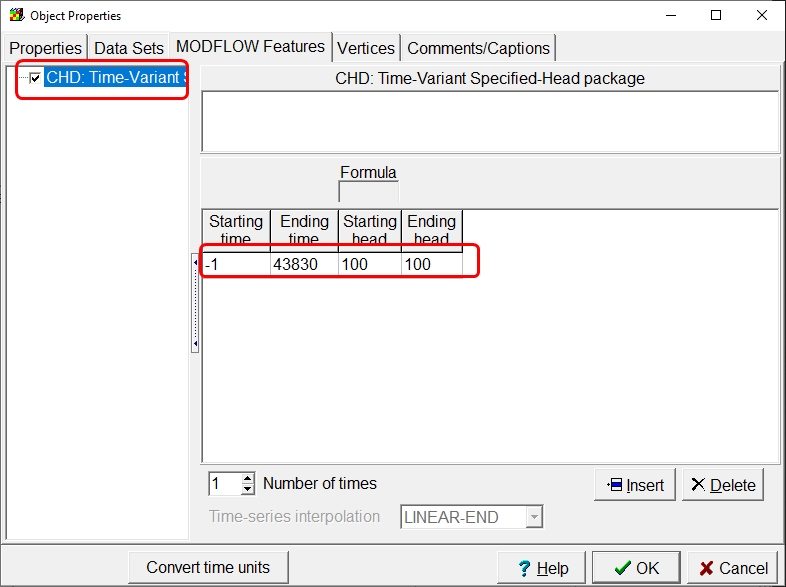 Object Properties
Properties Data Sets MODFLOW Features Vertices Comments/Captions
CHD: Time-Variant
CHD: Time-Variant Specified-Head package
Formula
Starting time Ending time Starting head Ending head
-1 43830 100 100
1 Number of times
Insert Delete
Time-series interpolation LINEAR-END
Convert time units
? Help OK Cancel